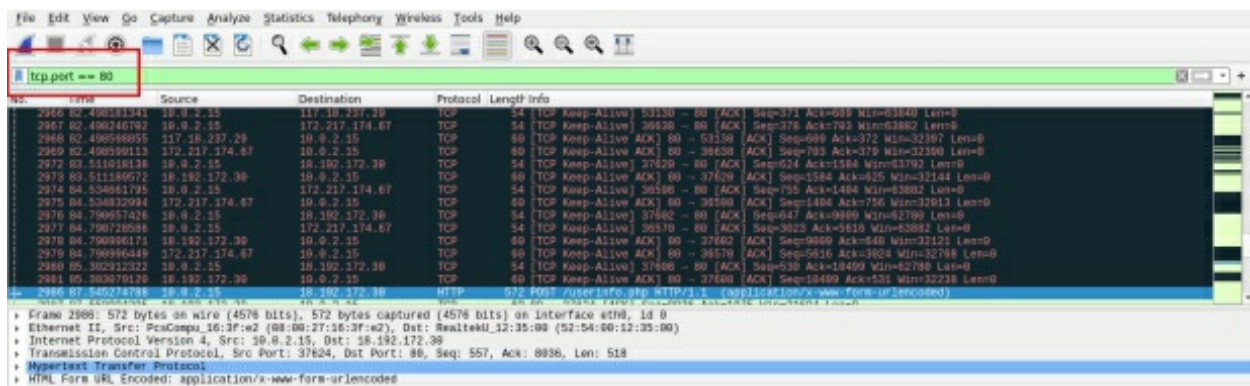 File Edit View Go Capture Analyze Statistics Telephony Wireless Tools Help
tcp.port == 80
No. Time Source Destination Protocol Length Info
2966 82.498181341 10.0.2.15 117.18.237.29 TCP 54 [TCP Keep-Alive] 53138 → 80 [ACK] Seq=371 Ack=609 Win=63840 Len=0
2967 82.498246702 10.0.2.15 172.217.174.67 TCP 54 [TCP Keep-Alive] 36638 → 80 [ACK] Seq=378 Ack=703 Win=63882 Len=0
2968 82.498596855 117.18.237.29 10.0.2.15 TCP 60 [TCP Keep-Alive ACK] 80 → 53138 [ACK] Seq=609 Ack=372 Win=32397 Len=0
2969 82.498599113 172.217.174.67 10.0.2.15 TCP 60 [TCP Keep-Alive ACK] 80 → 36638 [ACK] Seq=703 Ack=379 Win=32390 Len=0
2972 83.511018138 10.0.2.15 18.192.172.30 TCP 54 [TCP Keep-Alive] 37620 → 80 [ACK] Seq=624 Ack=1584 Win=63792 Len=0
2973 83.511189572 18.192.172.30 10.0.2.15 TCP 60 [TCP Keep-Alive ACK] 80 → 37620 [ACK] Seq=1584 Ack=625 Win=32144 Len=0
2974 84.534661795 10.0.2.15 172.217.174.67 TCP 54 [TCP Keep-Alive] 36598 → 80 [ACK] Seq=755 Ack=1404 Win=63882 Len=0
2975 84.534832994 172.217.174.67 10.0.2.15 TCP 60 [TCP Keep-Alive ACK] 80 → 36598 [ACK] Seq=1404 Ack=756 Win=32013 Len=0
2976 84.790657426 10.0.2.15 18.192.172.30 TCP 54 [TCP Keep-Alive] 37602 → 80 [ACK] Seq=647 Ack=9009 Win=62780 Len=0
2977 84.790728586 10.0.2.15 172.217.174.67 TCP 54 [TCP Keep-Alive] 36570 → 80 [ACK] Seq=3023 Ack=5616 Win=63882 Len=0
2978 84.790996171 18.192.172.30 10.0.2.15 TCP 60 [TCP Keep-Alive ACK] 80 → 37602 [ACK] Seq=9009 Ack=648 Win=32121 Len=0
2979 84.790996449 172.217.174.67 10.0.2.15 TCP 60 [TCP Keep-Alive ACK] 80 → 36570 [ACK] Seq=5616 Ack=3024 Win=32768 Len=0
2980 85.302912322 10.0.2.15 18.192.172.30 TCP 54 [TCP Keep-Alive] 37608 → 80 [ACK] Seq=530 Ack=10499 Win=62780 Len=0
2981 18.192.172.30 10.0.2.15 TCP 60 [TCP Keep-Alive ACK] 80 → Ack=531 Win=32238 Len=0
2986 87.545274788 10.0.2.15 18.192.172.30 HTTP 572 POST /userinfo.php HTTP/1.1 (application/x-www-form-urlencoded)
Frame 2986: 572 bytes on wire (4576 bits), 572 bytes captured (4576 bits) on interface eth0, id 0
Ethernet II, Src: PcsCompu_16:3f:e2 (08:00:27:16:3f:e2), Dst: RealtekU_12:35:00 (52:54:00:12:35:00)
Internet Protocol Version 4, Src: 10.0.2.15, Dst: 18.192.172.30
Transmission Control Protocol, Src Port: 37624, Dst Port: 80, Seq: 557, Ack: 8036, Len: 518
Hypertext Transfer Protocol
HTML Form URL Encoded: application/x-www-form-urlencoded